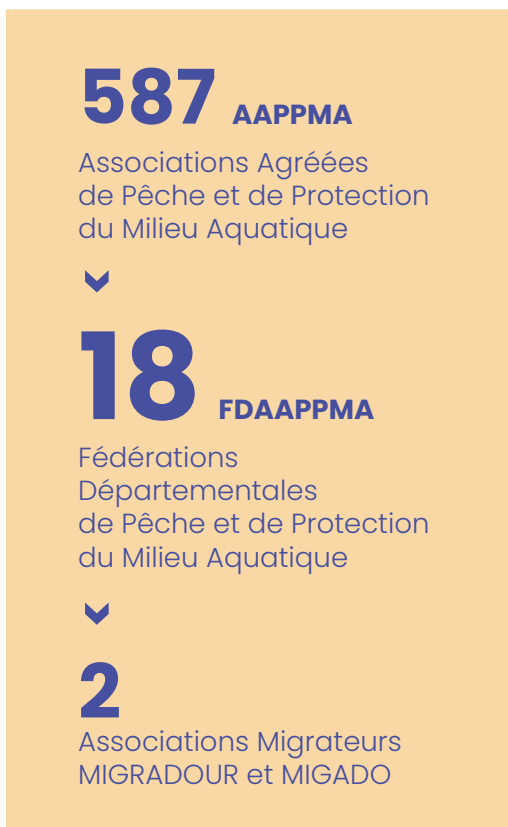 587 AAPPMA
Associations Agréées
de Pêche et de Protection
du Milieu Aquatique
18 FDAAPPMA
Fédérations
Départementales
de Pêche et de Protection
du Milieu Aquatique
2
Associations Migrateurs
MIGRADOUR et MIGADO